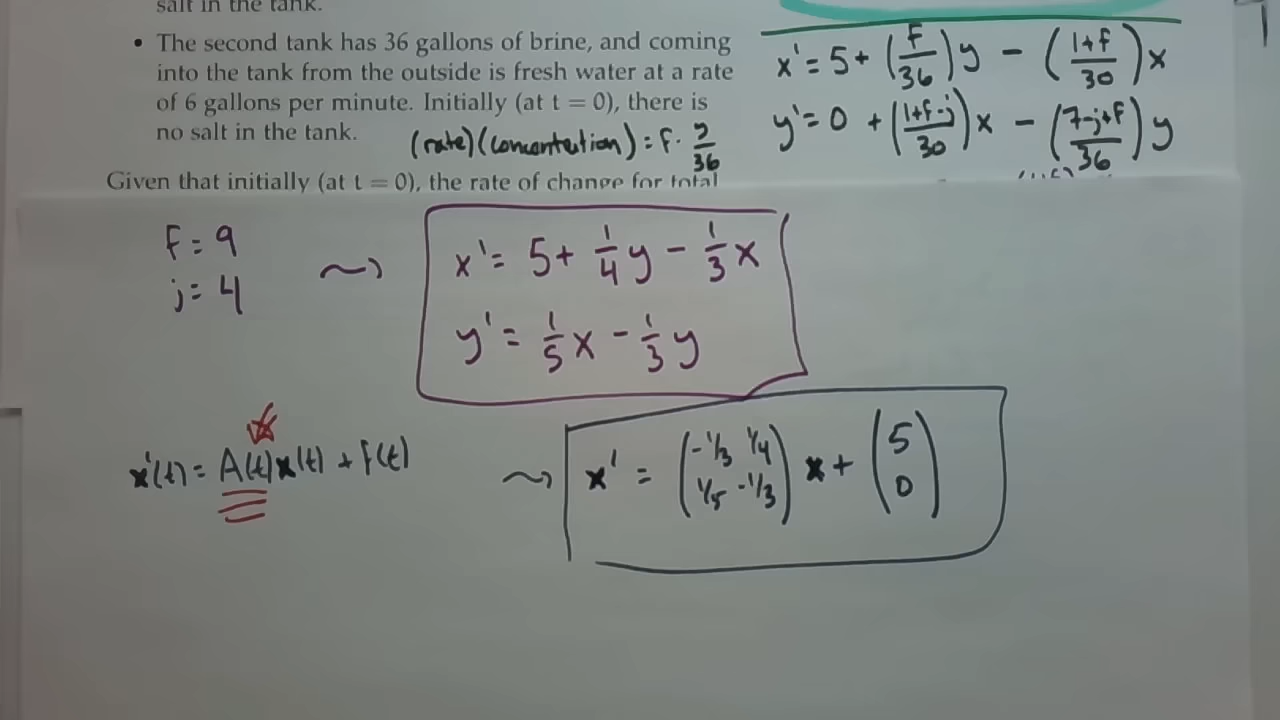 salt in the tank.
• The second tank has 36 gallons of brine, and coming
into the tank from the outside is fresh water at a rate
of 6 gallons per minute. Initially (at t = 0), there is
no salt in the tank.
(rate)(concentration) = F · y/36
Given that initially (at t = 0), the rate of change for total
x' = 5 + (F/36)y − (1+F/30)x
y' = 0 + (1+F-j/30)x − (7-j+F/36)y
F = 9
j = 4
⤳
x' = 5 + 1/4 y − 1/3 x
y' = 1/5 x − 1/3 y
x'(t) = A(t)x(t) + f(t)
⤳ x' = (-1/3 1/4
1/5 -1/3) x + (5
0)